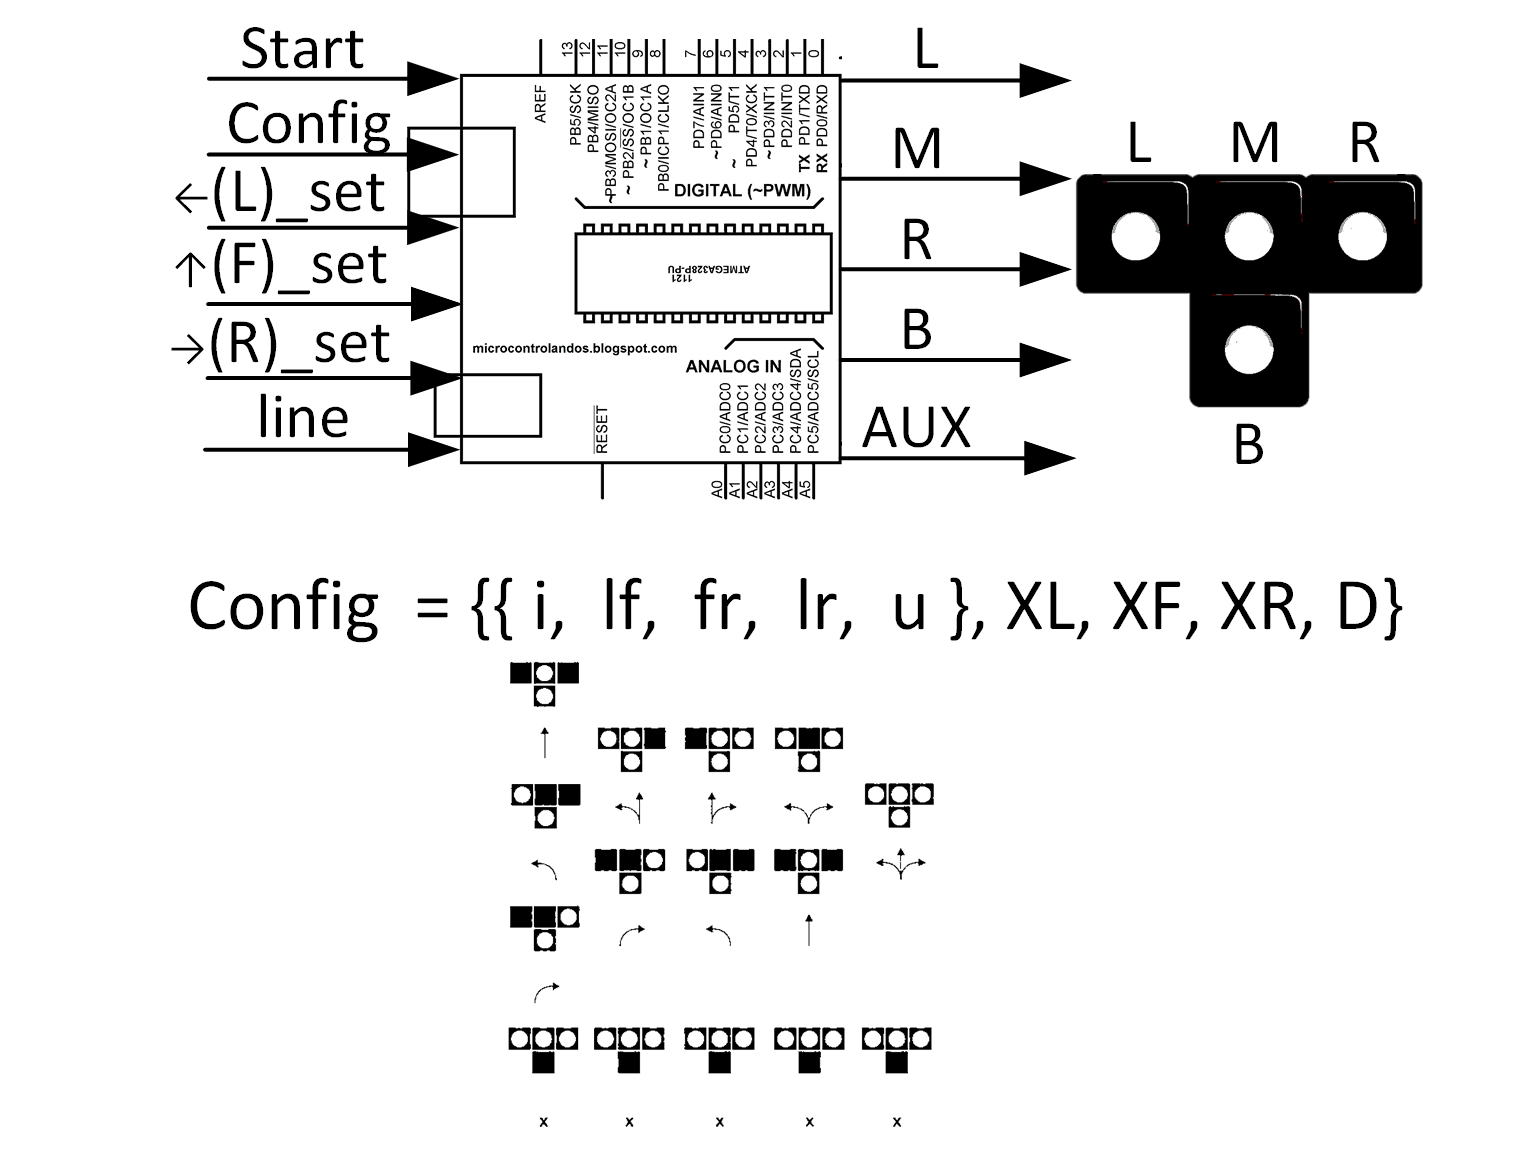 Start
Config
←(L)_set
↑(F)_set
→(R)_set
line
AREF
13
12
11
10
9
8
7
6
5
4
3
2
1
0
PB5/SCK
PB4/MISO
~PB3/MOSI/OC2A
~ PB2/SS/OC1B
~ PB1/OC1A
PB0/ICP1/CLKO
PD7/AIN1
~PD6/AIN0
~ PD5/T1
PD4/T0/XCK
~PD3/INT1
PD2/INT0
TX PD1/TXD
RX PD0/RXD
DIGITAL (~PWM)
ATMEGA328P-PU
1121
microcontrolandos.blogspot.com
ANALOG IN
RESET
PC0/ADC0
PC1/ADC1
PC2/ADC2
PC3/ADC3
PC4/ADC4/SDA
PC5/ADC5/SCL
A0
A1
A2
A3
A4
A5
L
M
R
B
AUX
L M R
B
Config = {{ i, lf, fr, lr, u }, XL, XF, XR, D}
x x x x x